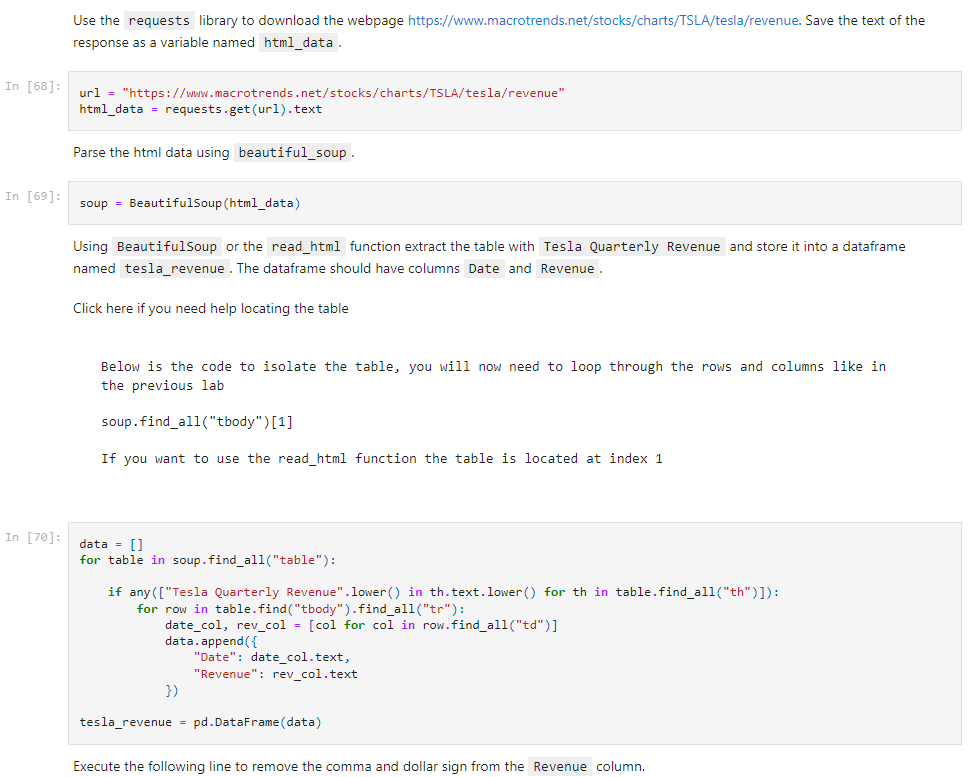 Use the requests library to download the webpage https://www.macrotrends.net/stocks/charts/TSLA/tesla/revenue. Save the text of the
response as a variable named html_data.
In [68]:
url = "https://www.macrotrends.net/stocks/charts/TSLA/tesla/revenue"
html_data = requests.get(url).text
Parse the html data using beautiful_soup.
In [69]:
soup = BeautifulSoup(html_data)
Using BeautifulSoup or the read_html function extract the table with Tesla Quarterly Revenue and store it into a dataframe
named tesla_revenue. The dataframe should have columns Date and Revenue.
Click here if you need help locating the table
Below is the code to isolate the table, you will now need to loop through the rows and columns like in
the previous lab
soup.find_all("tbody")[1]
If you want to use the read_html function the table is located at index 1
In [70]:
data = []
for table in soup.find_all("table"):
    if any(["Tesla Quarterly Revenue".lower() in th.text.lower() for th in table.find_all("th")]):
        for row in table.find("tbody").find_all("tr"):
            date_col, rev_col = [col for col in row.find_all("td")]
            data.append({
                "Date": date_col.text,
                "Revenue": rev_col.text
            })
tesla_revenue = pd.DataFrame(data)
Execute the following line to remove the comma and dollar sign from the Revenue column.